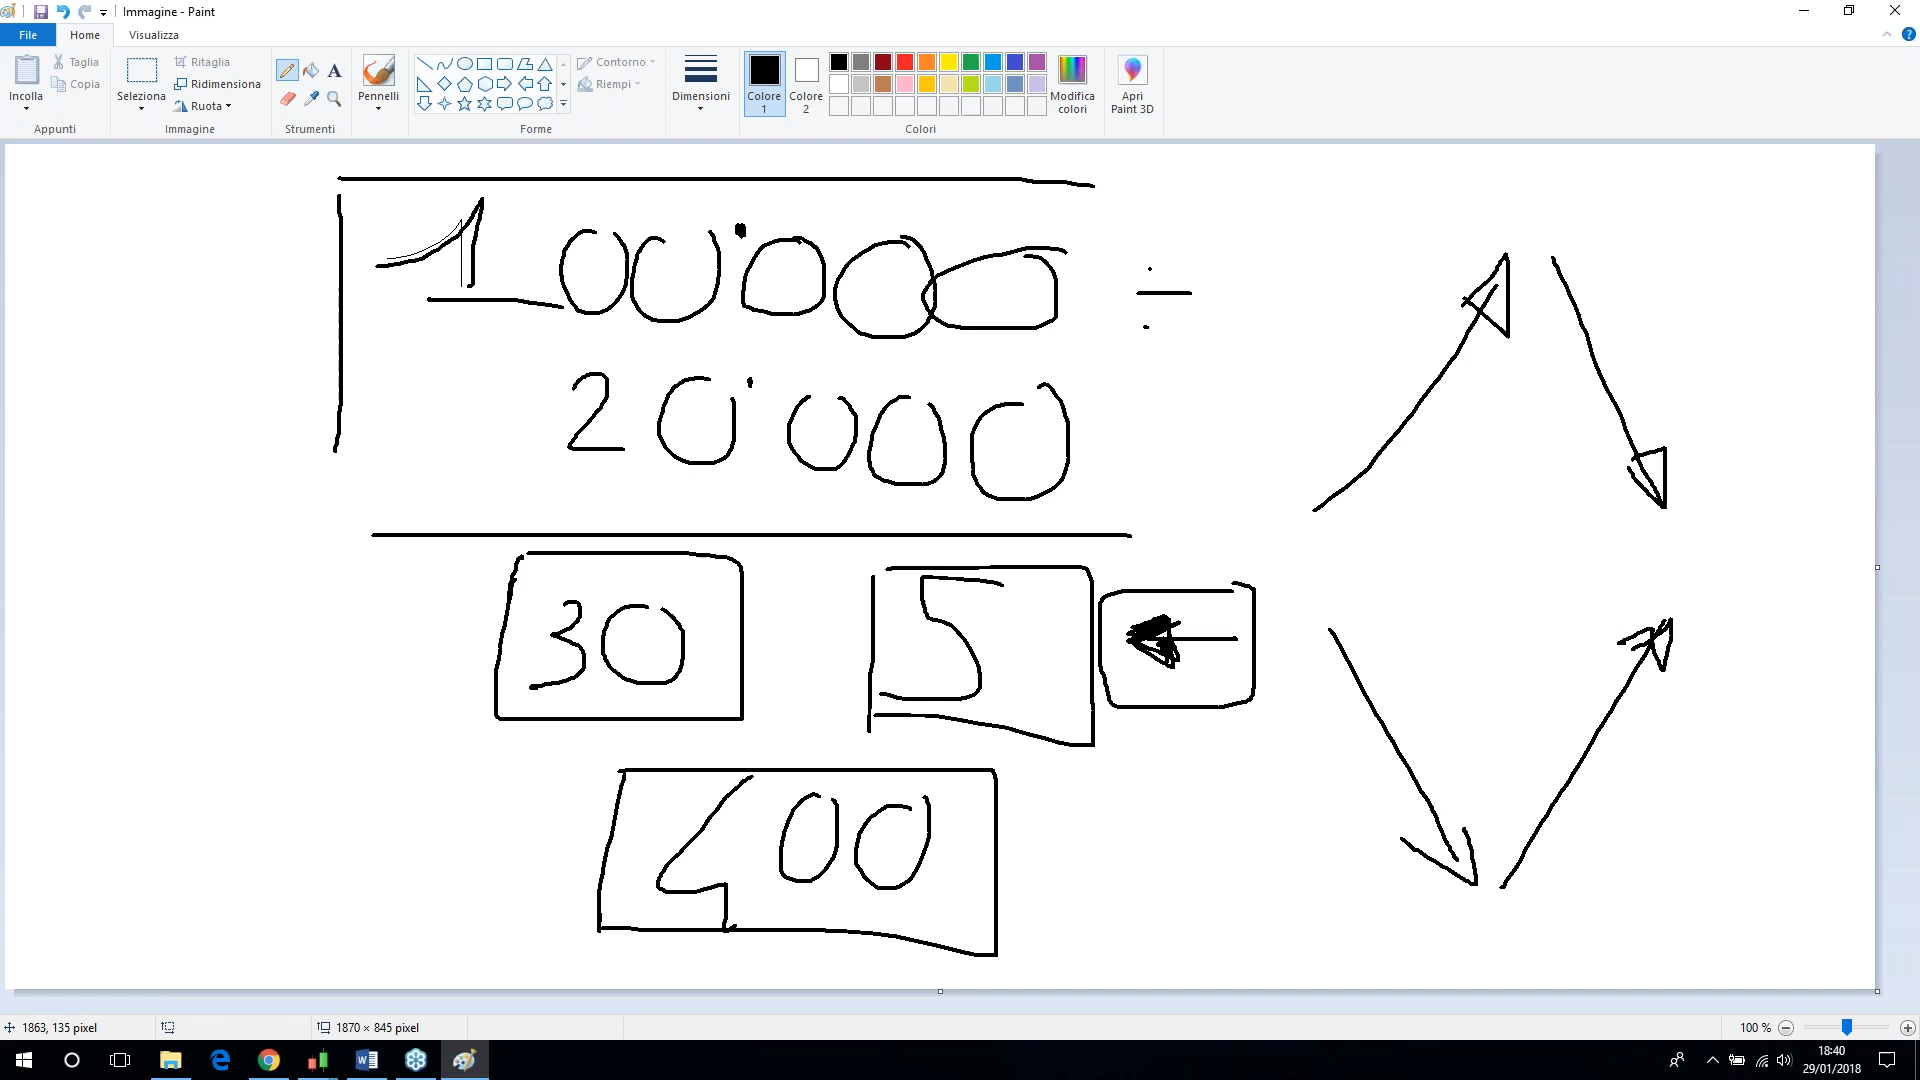 Immagine - Paint
File Home Visualizza
Incolla
Taglia
Copia
Appunti
Seleziona
Ritaglia
Ridimensiona
Ruota
Immagine
A
Strumenti
Pennelli
Forme
Contorno
Riempi
Dimensioni
Colore 1
Colore 2
Colori
Modifica colori
Apri Paint 3D
100'000 ÷
20'000
30 5
400
1863, 135 pixel
1870 × 845 pixel
100 %
18:40
29/01/2018